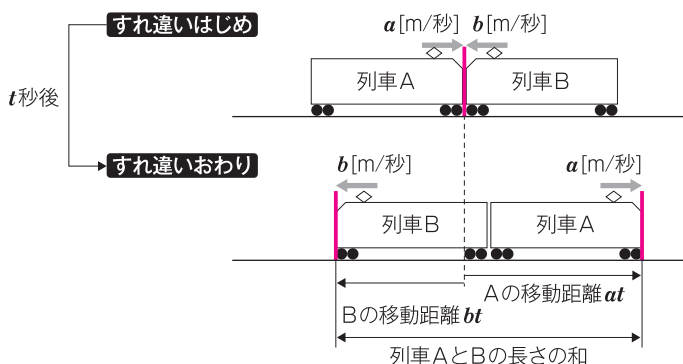 すれ違いはじめ
a[m/秒] b[m/秒]
列車A 列車B
t秒後
すれ違いおわり
b[m/秒] a[m/秒]
列車B 列車A
Aの移動距離at
Bの移動距離bt
列車AとBの長さの和